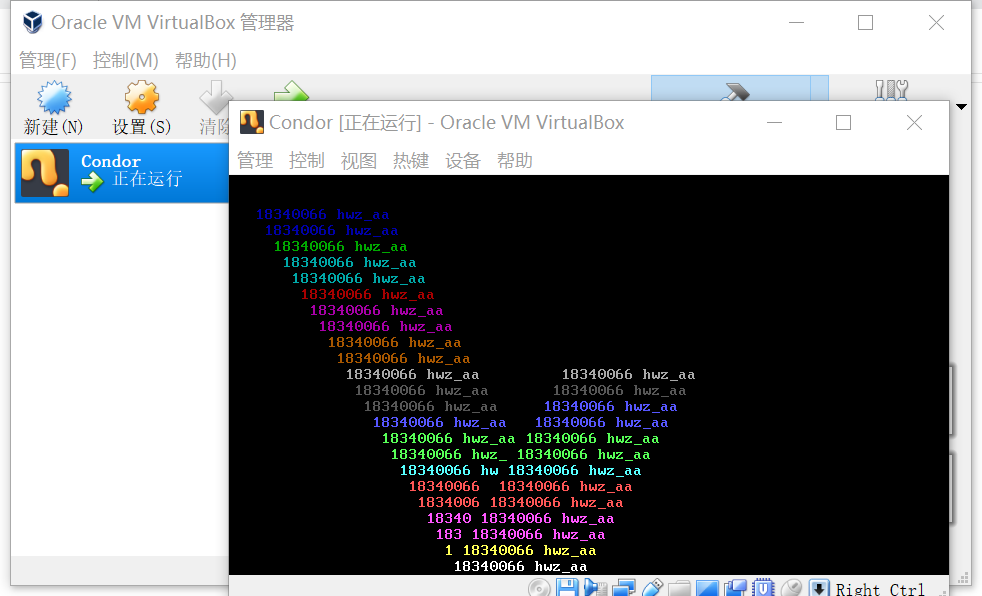 Oracle VM VirtualBox 管理器
管理(F) 控制(M) 帮助(H)
新建(N) 设置(S) 清除
Condor
正在运行
Condor [正在运行] - Oracle VM VirtualBox
管理 控制 视图 热键 设备 帮助
18340066 hwz_aa
18340066 hwz_aa
18340066 hwz_aa
18340066 hwz_aa
18340066 hwz_aa
18340066 hwz_aa
18340066 hwz_aa
18340066 hwz_aa
18340066 hwz_aa
18340066 hwz_aa
18340066 hwz_aa 18340066 hwz_aa
18340066 hwz_aa 18340066 hwz_aa
18340066 hwz_aa 18340066 hwz_aa
18340066 hwz_aa 18340066 hwz_aa
18340066 hwz_aa 18340066 hwz_aa
18340066 hwz_ 18340066 hwz_aa
18340066 hw 18340066 hwz_aa
18340066 18340066 hwz_aa
1834006 18340066 hwz_aa
18340 18340066 hwz_aa
183 18340066 hwz_aa
1 18340066 hwz_aa
18340066 hwz_aa
Right Ctrl